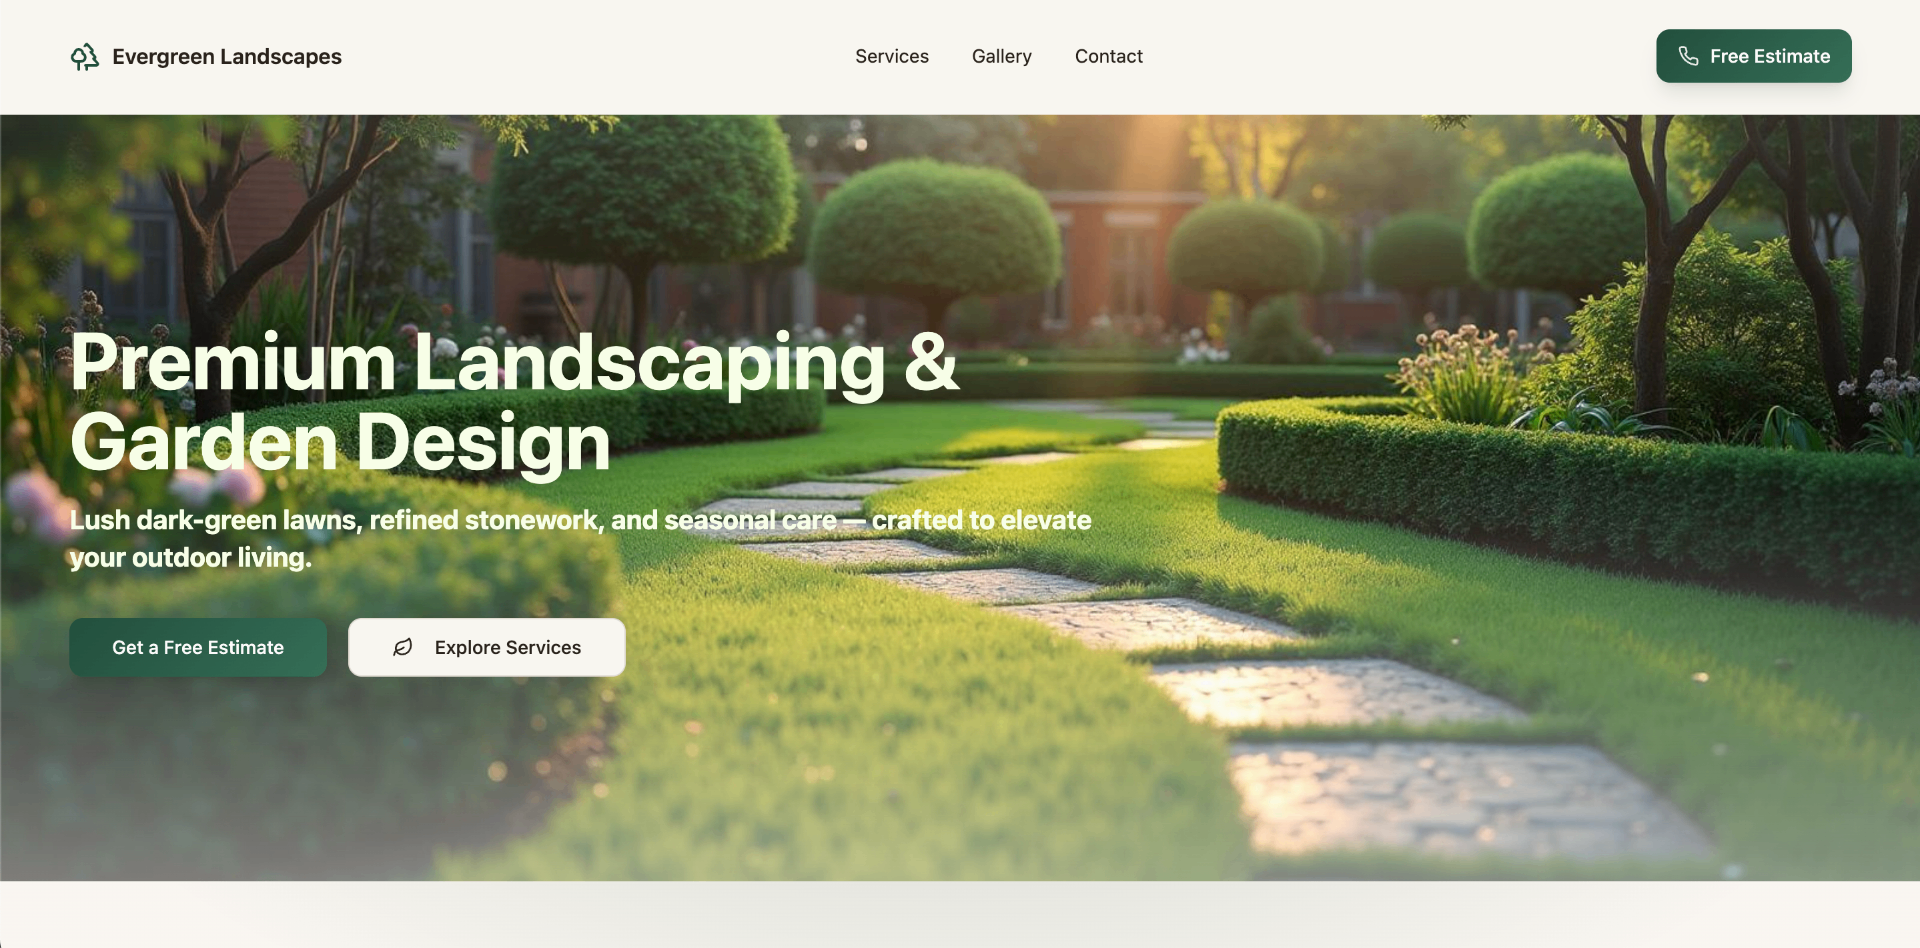 Evergreen Landscapes
Services
Gallery
Contact
Free Estimate
Premium Landscaping &
Garden Design
Lush dark-green lawns, refined stonework, and seasonal care — crafted to elevate
your outdoor living.
Get a Free Estimate
Explore Services